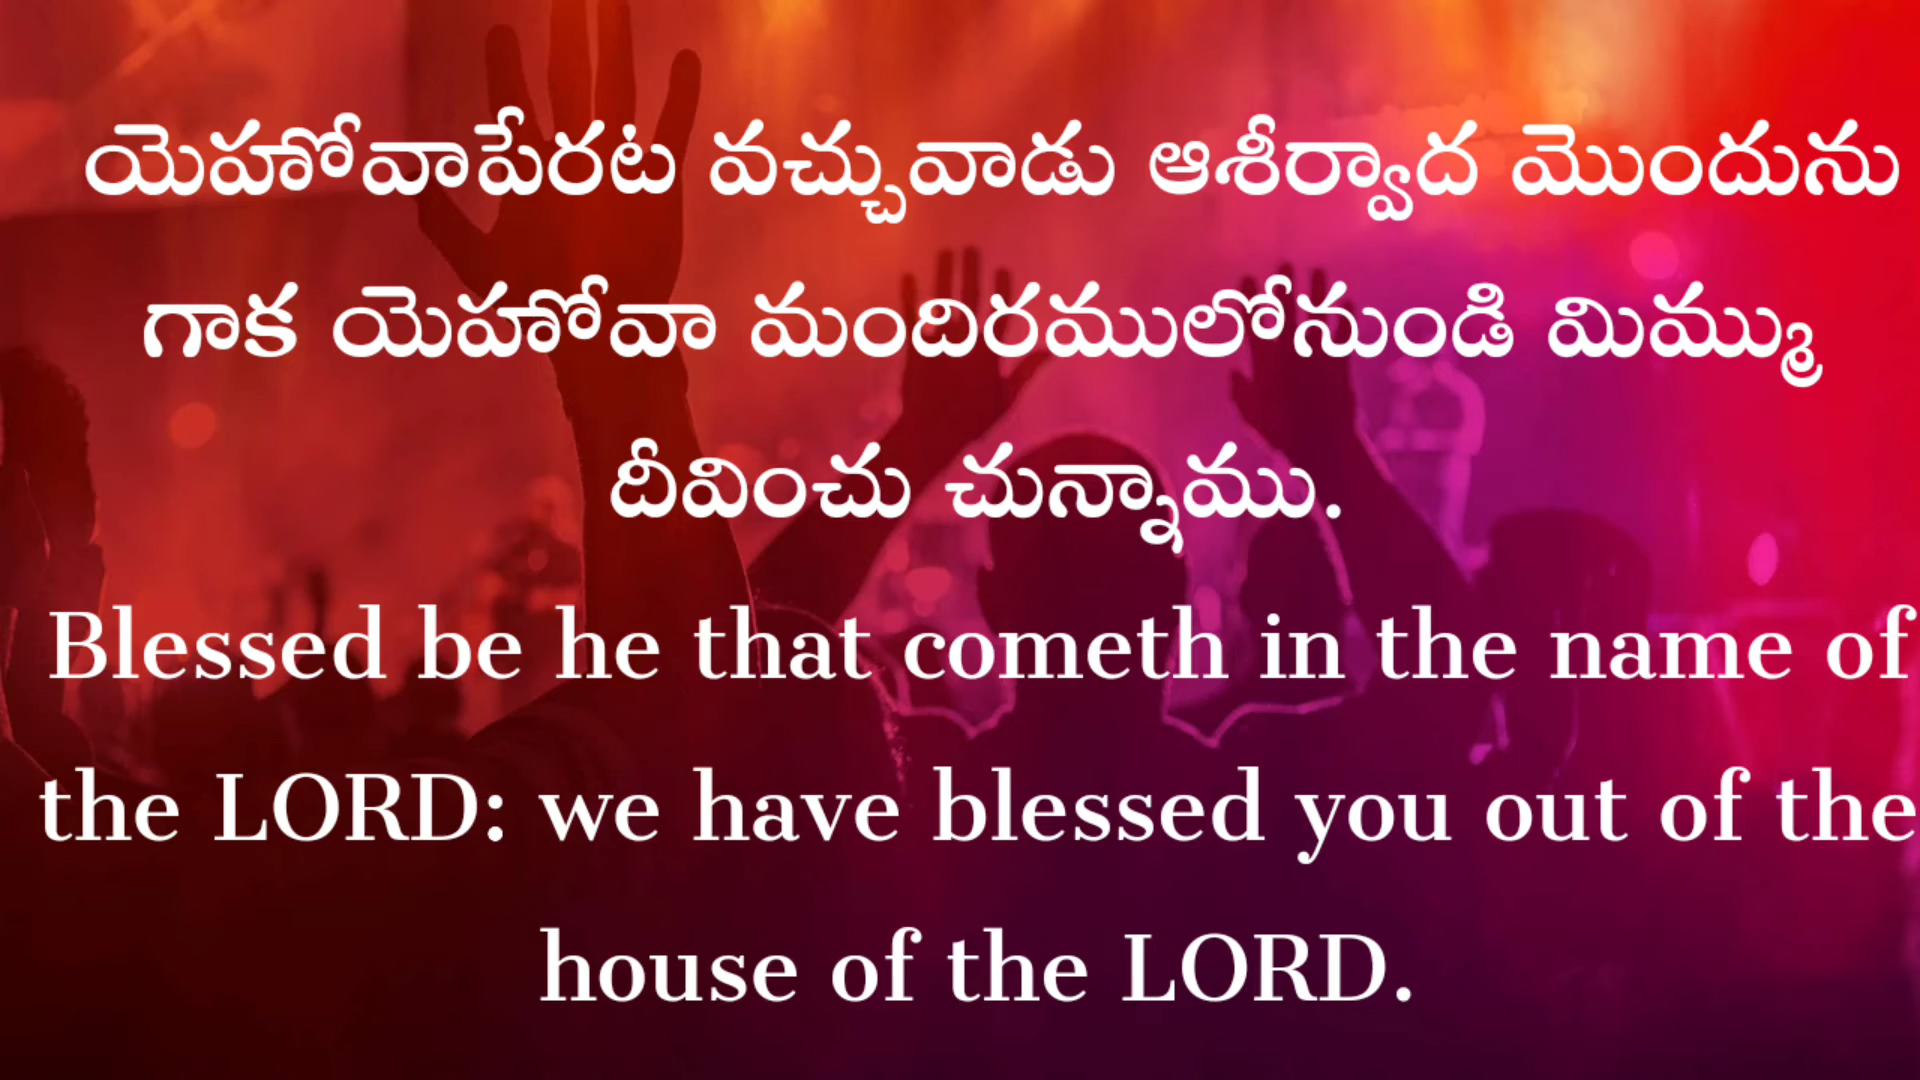 యెహోవాపేరట వచ్చువాడు ఆశీర్వాద మొందును
గాక యెహోవా మందిరములోనుండి మిమ్ము
దీవించు చున్నాము.
Blessed be he that cometh in the name of
the LORD: we have blessed you out of the
house of the LORD.